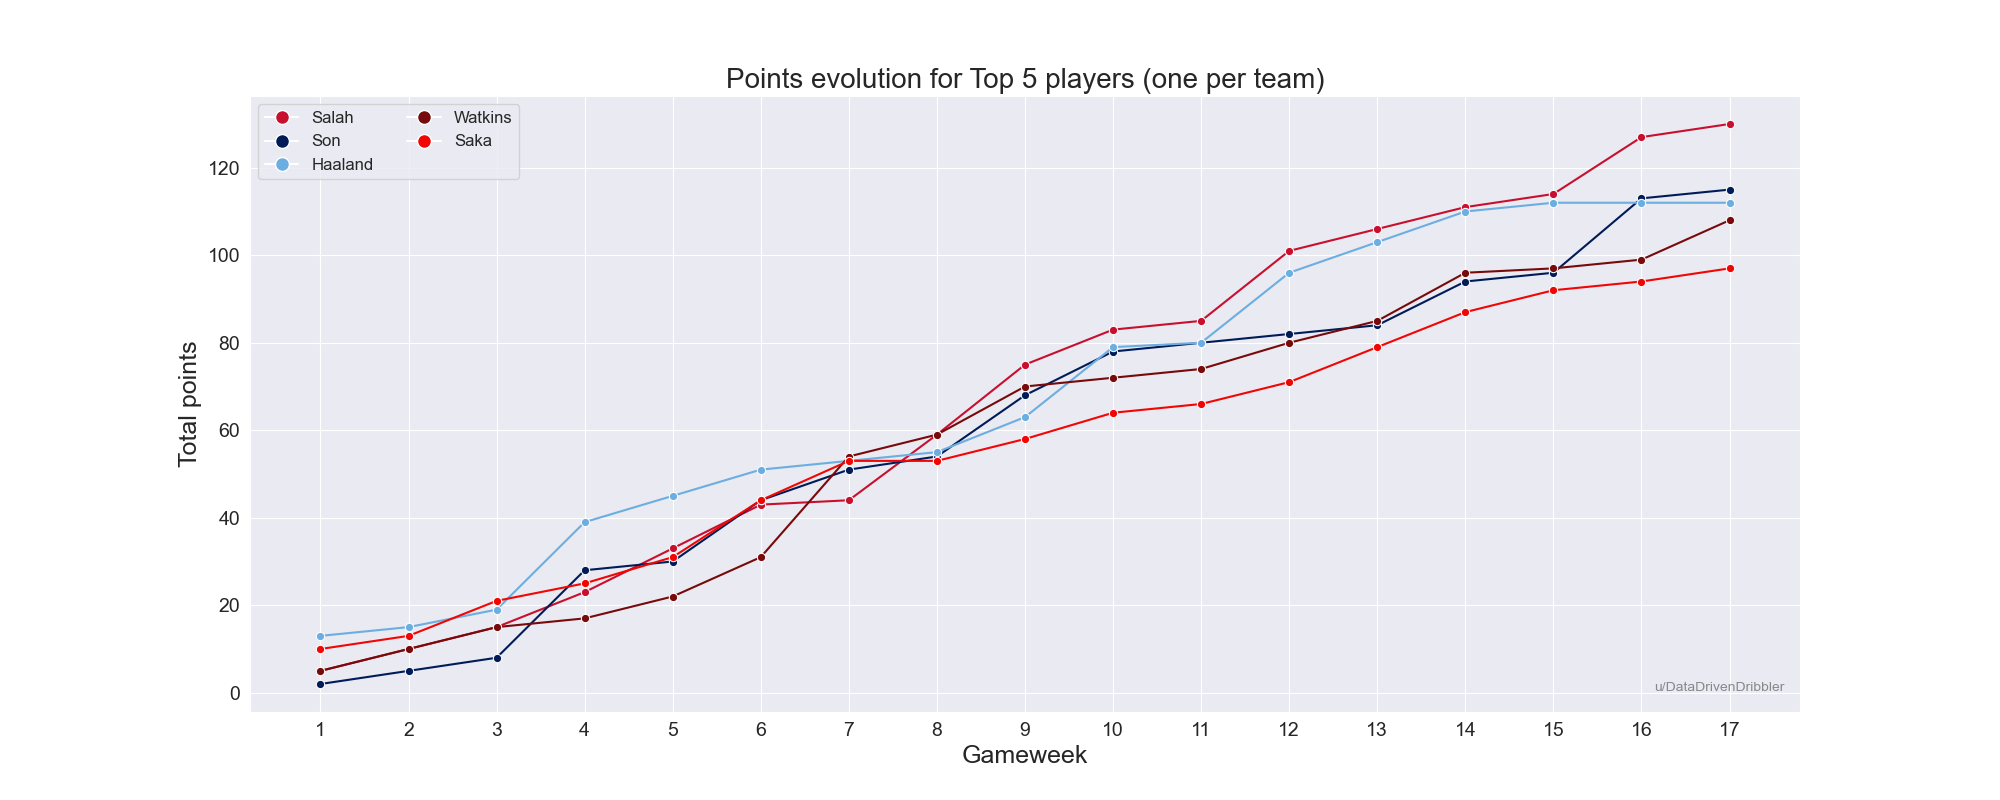 Points evolution for Top 5 players (one per team)
Salah
Son
Haaland
Watkins
Saka
Total points
120
100
80
60
40
20
0
1 2 3 4 5 6 7 8 9 10 11 12 13 14 15 16 17
Gameweek
u/DataDrivenDribbler